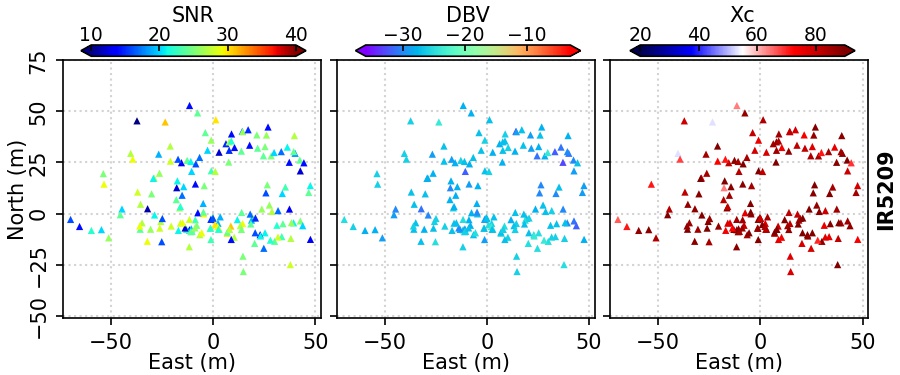 SNR DBV Xc
10 20 30 40 −30 −20 −10 20 40 60 80
75
50
25
0
−25
−50
North (m)
IR5209
−50 0 50 −50 0 50 −50 0 50
East (m) East (m) East (m)